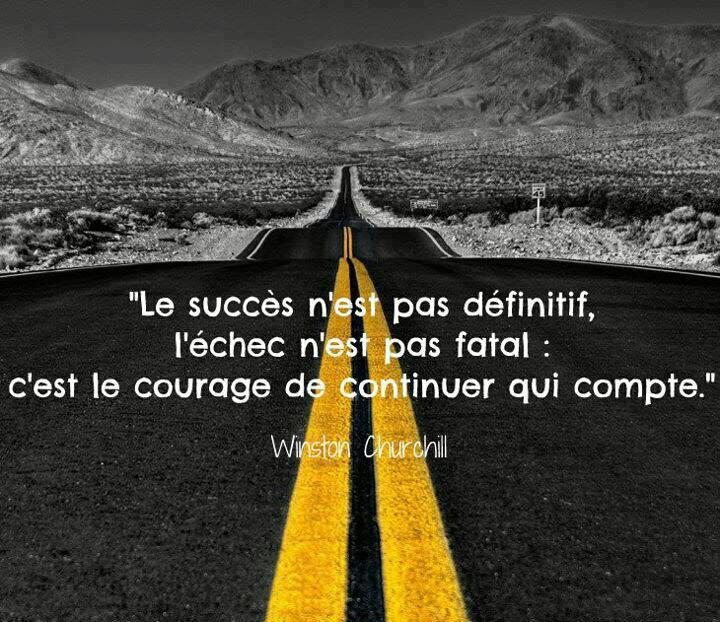 "Le succès n'est pas définitif,
l'échec n'est pas fatal :
c'est le courage de continuer qui compte."
Winston Churchill